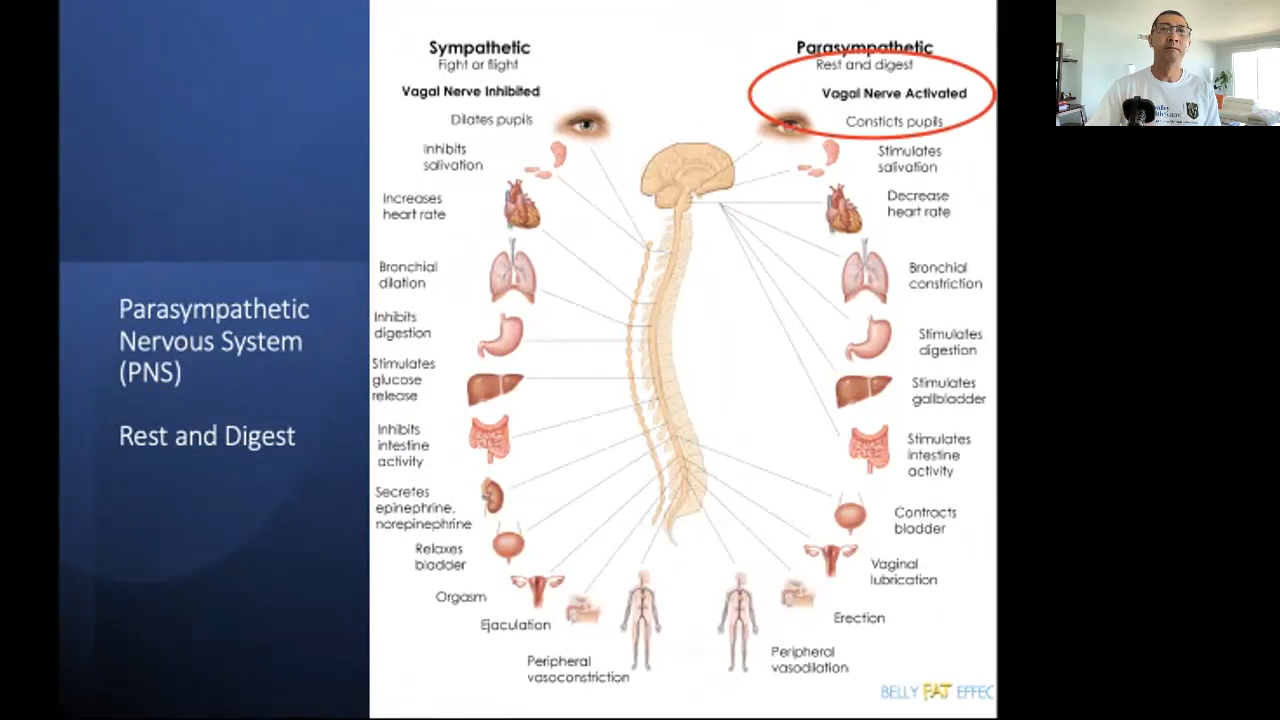 Parasympathetic
Nervous System
(PNS)
Rest and Digest
Sympathetic
Fight or flight
Vagal Nerve Inhibited
Dilates pupils
Inhibits
salivation
Increases
heart rate
Bronchial
dilation
Inhibits
digestion
Stimulates
glucose
release
Inhibits
intestine
activity
Secretes
epinephrine,
norepinephrine
Relaxes
bladder
Orgasm
Ejaculation
Peripheral
vasoconstriction
Parasympathetic
Rest and digest
Vagal Nerve Activated
Consticts pupils
Stimulates
salivation
Decrease
heart rate
Bronchial
constriction
Stimulates
digestion
Stimulates
gallbladder
Stimulates
intestine
activity
Contracts
bladder
Vaginal
lubrication
Erection
Peripheral
vasodilation
BELLY FAT EFFEC